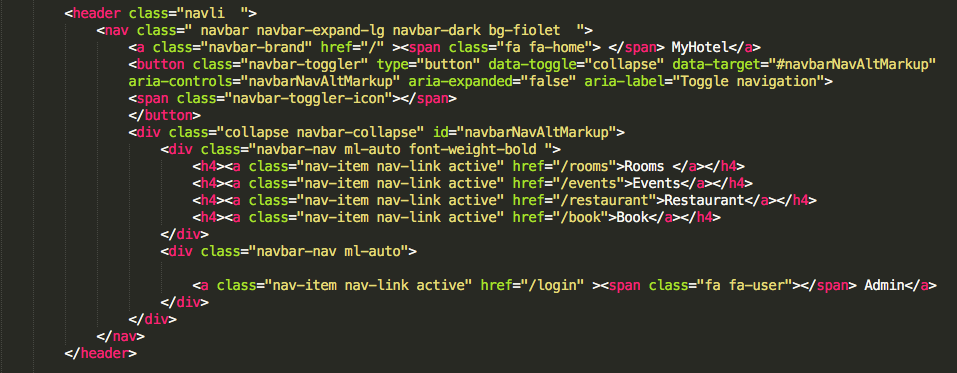 <header class="navli  ">
<nav class=" navbar navbar-expand-lg navbar-dark bg-fiolet  ">
<a class="navbar-brand" href="/" ><span class="fa fa-home"> </span> MyHotel</a>
<button class="navbar-toggler" type="button" data-toggle="collapse" data-target="#navbarNavAltMarkup"
aria-controls="navbarNavAltMarkup" aria-expanded="false" aria-label="Toggle navigation">
<span class="navbar-toggler-icon"></span>
</button>
<div class="collapse navbar-collapse" id="navbarNavAltMarkup">
<div class="navbar-nav ml-auto font-weight-bold ">
<h4><a class="nav-item nav-link active" href="/rooms">Rooms </a></h4>
<h4><a class="nav-item nav-link active" href="/events">Events</a></h4>
<h4><a class="nav-item nav-link active" href="/restaurant">Restaurant</a></h4>
<h4><a class="nav-item nav-link active" href="/book">Book</a></h4>
</div>
<div class="navbar-nav ml-auto">
<a class="nav-item nav-link active" href="/login" ><span class="fa fa-user"></span> Admin</a>
</div>
</div>
</nav>
</header>